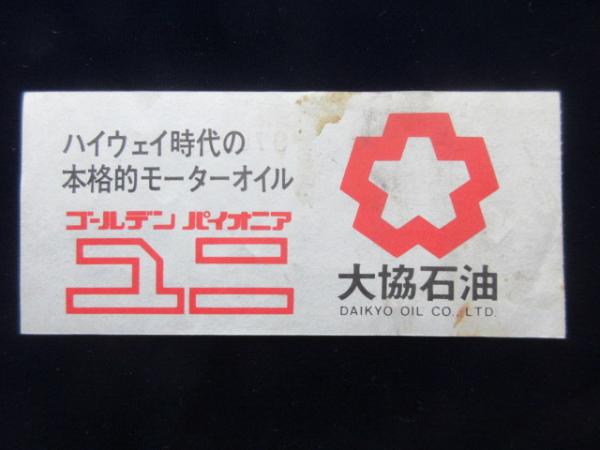 ハイウェイ時代の
本格的モーターオイル
ゴールデン パイオニア
ユニ
大協石油
DAIKYO OIL CO., LTD.